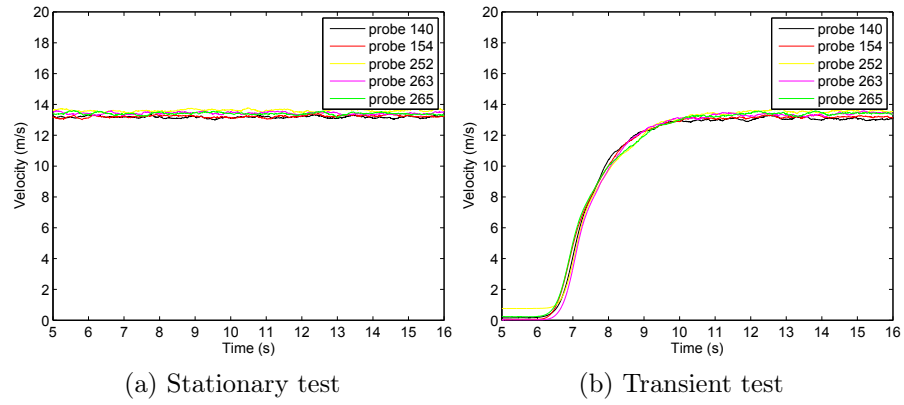 20
18
16
14
12
10
8
6
4
2
0
Velocity (m/s)
5 6 7 8 9 10 11 12 13 14 15 16
Time (s)
probe 140
probe 154
probe 252
probe 263
probe 265
(a) Stationary test
20
18
16
14
12
10
8
6
4
2
0
Velocity (m/s)
5 6 7 8 9 10 11 12 13 14 15 16
Time (s)
probe 140
probe 154
probe 252
probe 263
probe 265
(b) Transient test